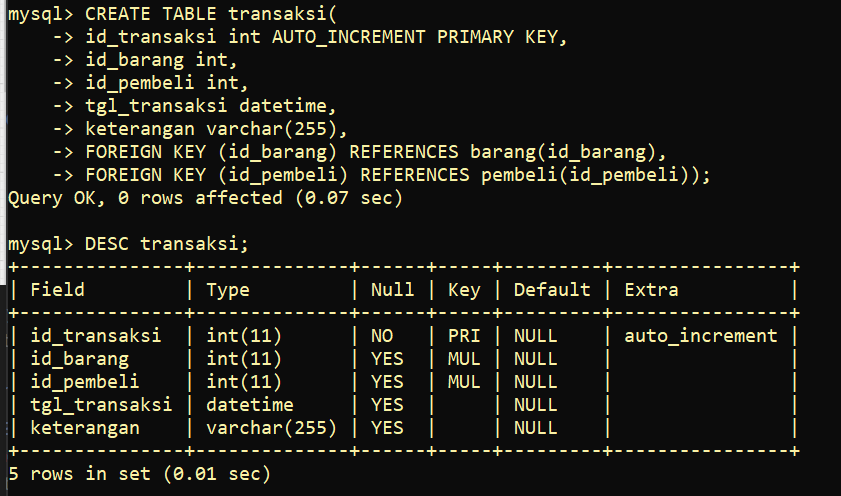 mysql> CREATE TABLE transaksi(
    -> id_transaksi int AUTO_INCREMENT PRIMARY KEY,
    -> id_barang int,
    -> id_pembeli int,
    -> tgl_transaksi datetime,
    -> keterangan varchar(255),
    -> FOREIGN KEY (id_barang) REFERENCES barang(id_barang),
    -> FOREIGN KEY (id_pembeli) REFERENCES pembeli(id_pembeli));
Query OK, 0 rows affected (0.07 sec)

mysql> DESC transaksi;
+---------------+--------------+------+-----+---------+----------------+
| Field         | Type         | Null | Key | Default | Extra          |
+---------------+--------------+------+-----+---------+----------------+
| id_transaksi  | int(11)      | NO   | PRI | NULL    | auto_increment |
| id_barang     | int(11)      | YES  | MUL | NULL    |                |
| id_pembeli    | int(11)      | YES  | MUL | NULL    |                |
| tgl_transaksi | datetime     | YES  |     | NULL    |                |
| keterangan    | varchar(255) | YES  |     | NULL    |                |
+---------------+--------------+------+-----+---------+----------------+
5 rows in set (0.01 sec)